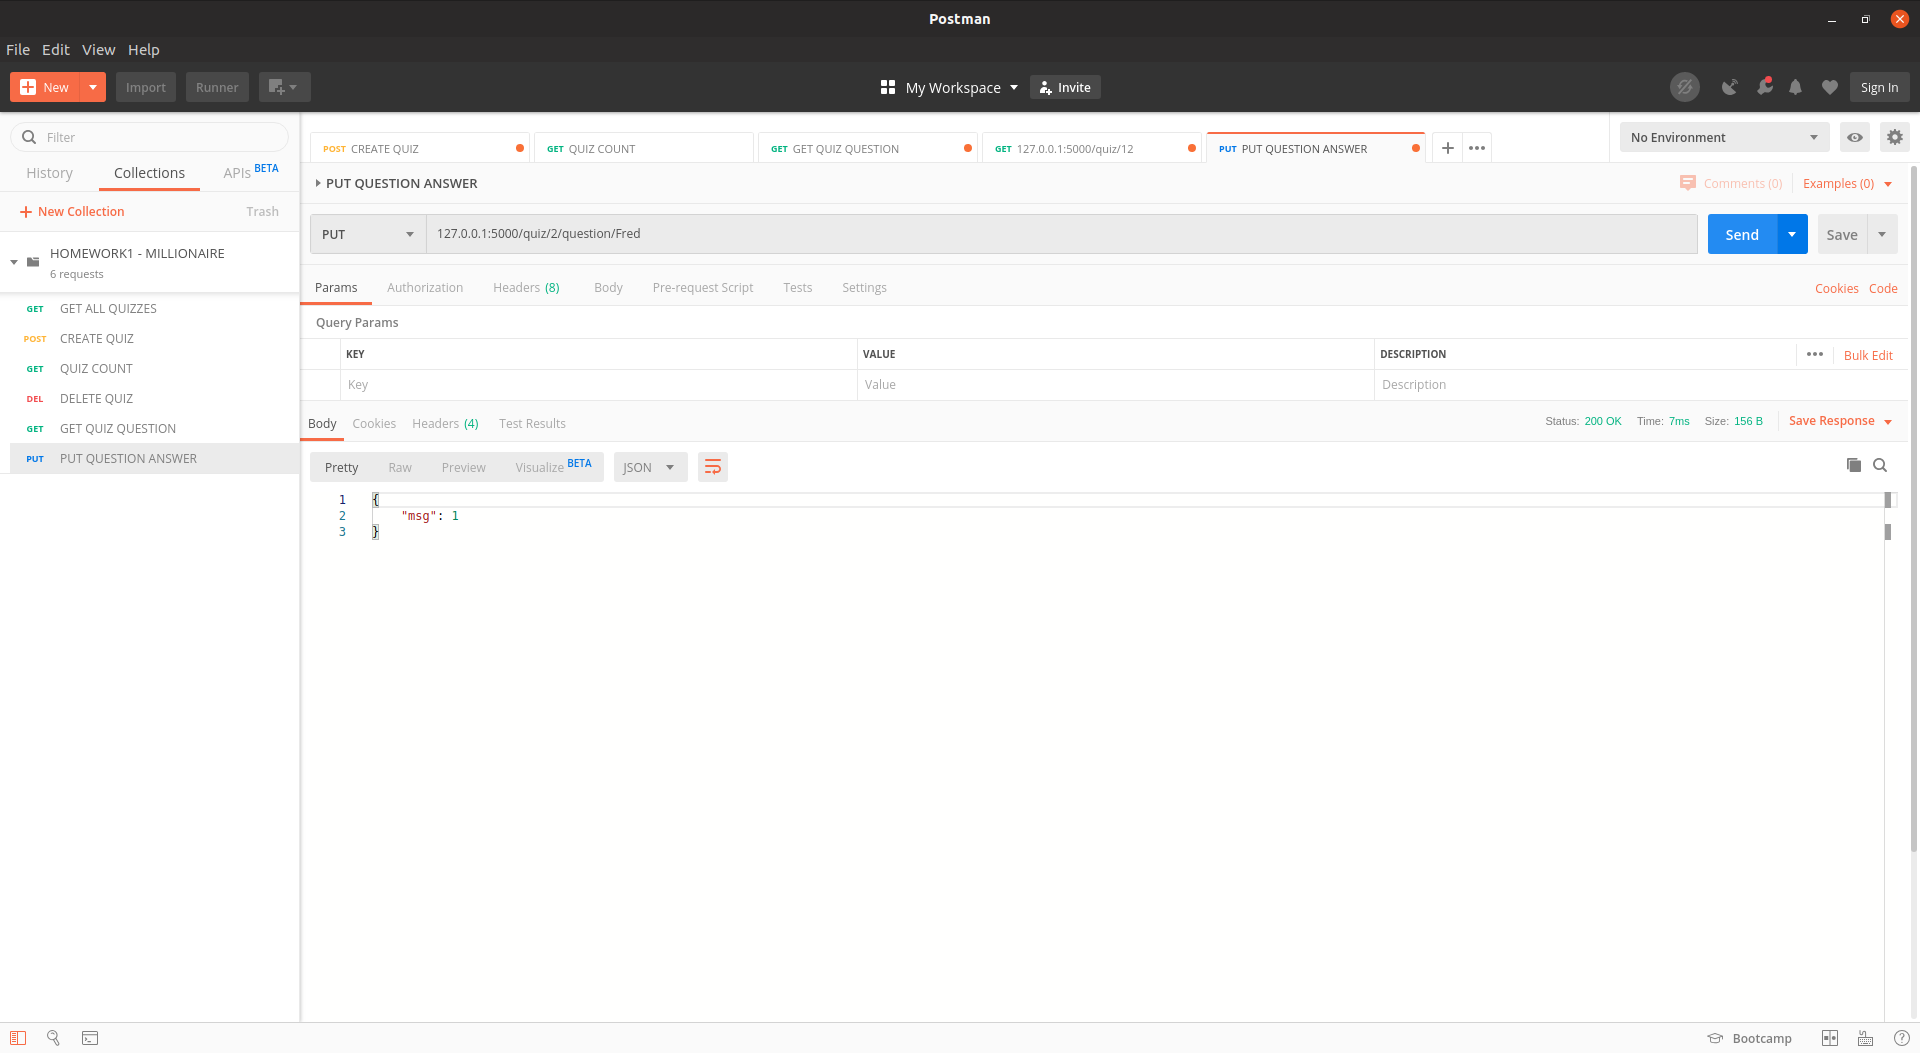 Postman
File Edit View Help
New Import Runner My Workspace Invite Sign In
Filter
History Collections APIs BETA
New Collection Trash
HOMEWORK1 - MILLIONAIRE
6 requests
GET GET ALL QUIZZES
POST CREATE QUIZ
GET QUIZ COUNT
DEL DELETE QUIZ
GET GET QUIZ QUESTION
PUT PUT QUESTION ANSWER
POST CREATE QUIZ GET QUIZ COUNT GET GET QUIZ QUESTION GET 127.0.0.1:5000/quiz/12 PUT PUT QUESTION ANSWER No Environment
PUT QUESTION ANSWER Comments (0) Examples (0)
PUT 127.0.0.1:5000/quiz/2/question/Fred Send Save
Params Authorization Headers (8) Body Pre-request Script Tests Settings Cookies Code
Query Params
KEY VALUE DESCRIPTION Bulk Edit
Key Value Description
Body Cookies Headers (4) Test Results Status: 200 OK Time: 7ms Size: 156 B Save Response
Pretty Raw Preview Visualize BETA JSON
1 {
2 "msg": 1
3 }
Bootcamp